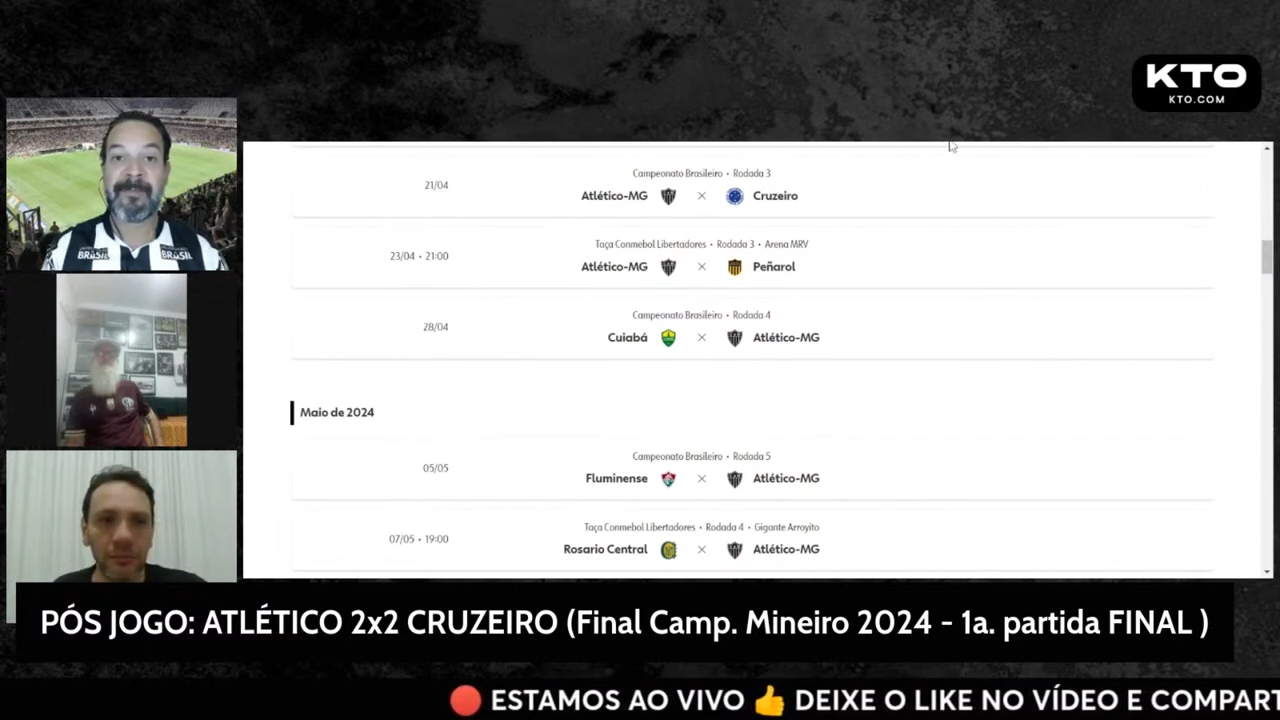 KTO
KTO.COM
Campeonato Brasileiro • Rodada 3
21/04
Atlético-MG × Cruzeiro
Taça Conmebol Libertadores • Rodada 3 • Arena MRV
23/04 • 21:00
Atlético-MG × Peñarol
Campeonato Brasileiro • Rodada 4
28/04
Cuiabá × Atlético-MG
Maio de 2024
Campeonato Brasileiro • Rodada 5
05/05
Fluminense × Atlético-MG
Taça Conmebol Libertadores • Rodada 4 • Gigante Arroyito
07/05 • 19:00
Rosario Central × Atlético-MG
BRASIL BRASIL
PÓS JOGO: ATLÉTICO 2x2 CRUZEIRO (Final Camp. Mineiro 2024 - 1a. partida FINAL )
ESTAMOS AO VIVO 👍 DEIXE O LIKE NO VÍDEO E COMPART